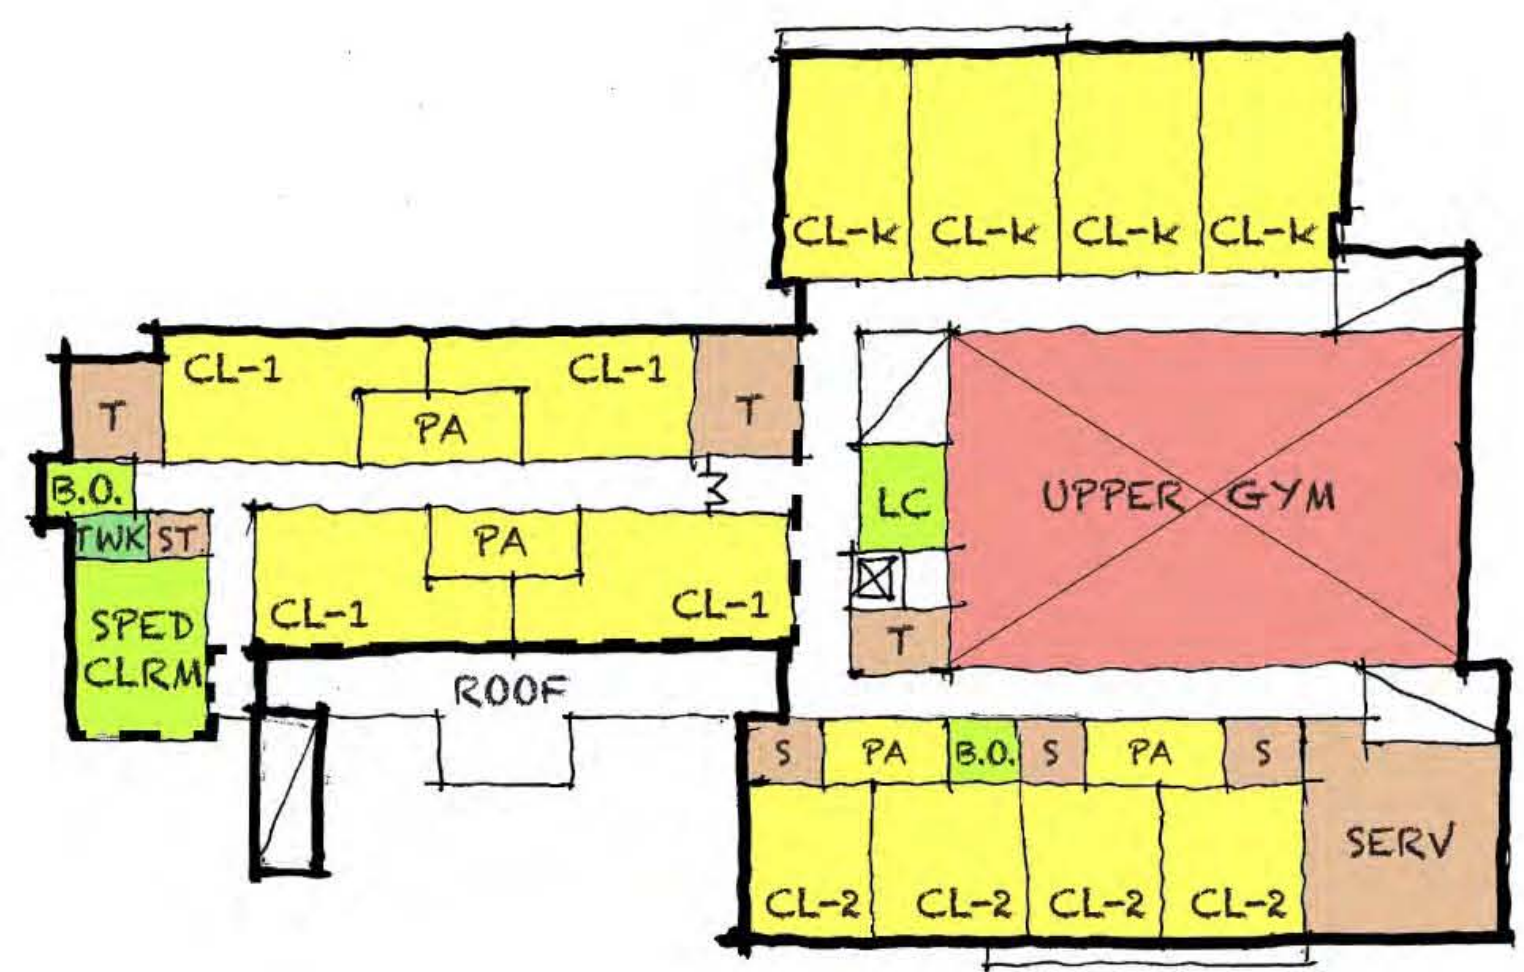 CL-k CL-k CL-k CL-k
CL-1 CL-1
T PA T
B.O.
LC UPPER GYM
TWK ST PA
SPED CLRM
CL-1 CL-1
T
ROOF
S PA B.O. S PA S
SERV
CL-2 CL-2 CL-2 CL-2